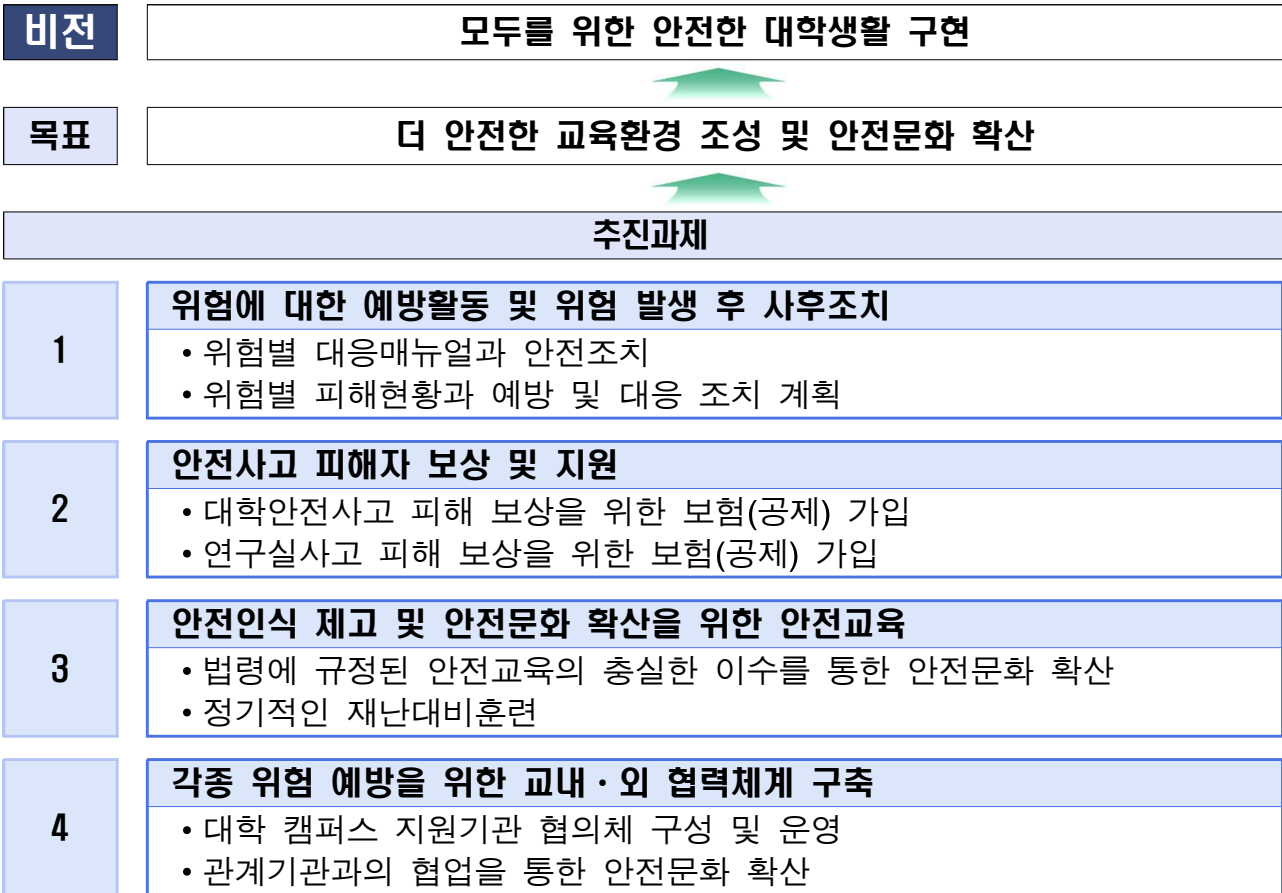 비전
모두를 위한 안전한 대학생활 구현
목표
더 안전한 교육환경 조성 및 안전문화 확산
추진과제
1
위험에 대한 예방활동 및 위험 발생 후 사후조치
• 위험별 대응매뉴얼과 안전조치
• 위험별 피해현황과 예방 및 대응 조치 계획
2
안전사고 피해자 보상 및 지원
• 대학안전사고 피해 보상을 위한 보험(공제) 가입
• 연구실사고 피해 보상을 위한 보험(공제) 가입
3
안전인식 제고 및 안전문화 확산을 위한 안전교육
• 법령에 규정된 안전교육의 충실한 이수를 통한 안전문화 확산
• 정기적인 재난대비훈련
4
각종 위험 예방을 위한 교내·외 협력체계 구축
• 대학 캠퍼스 지원기관 협의체 구성 및 운영
• 관계기관과의 협업을 통한 안전문화 확산